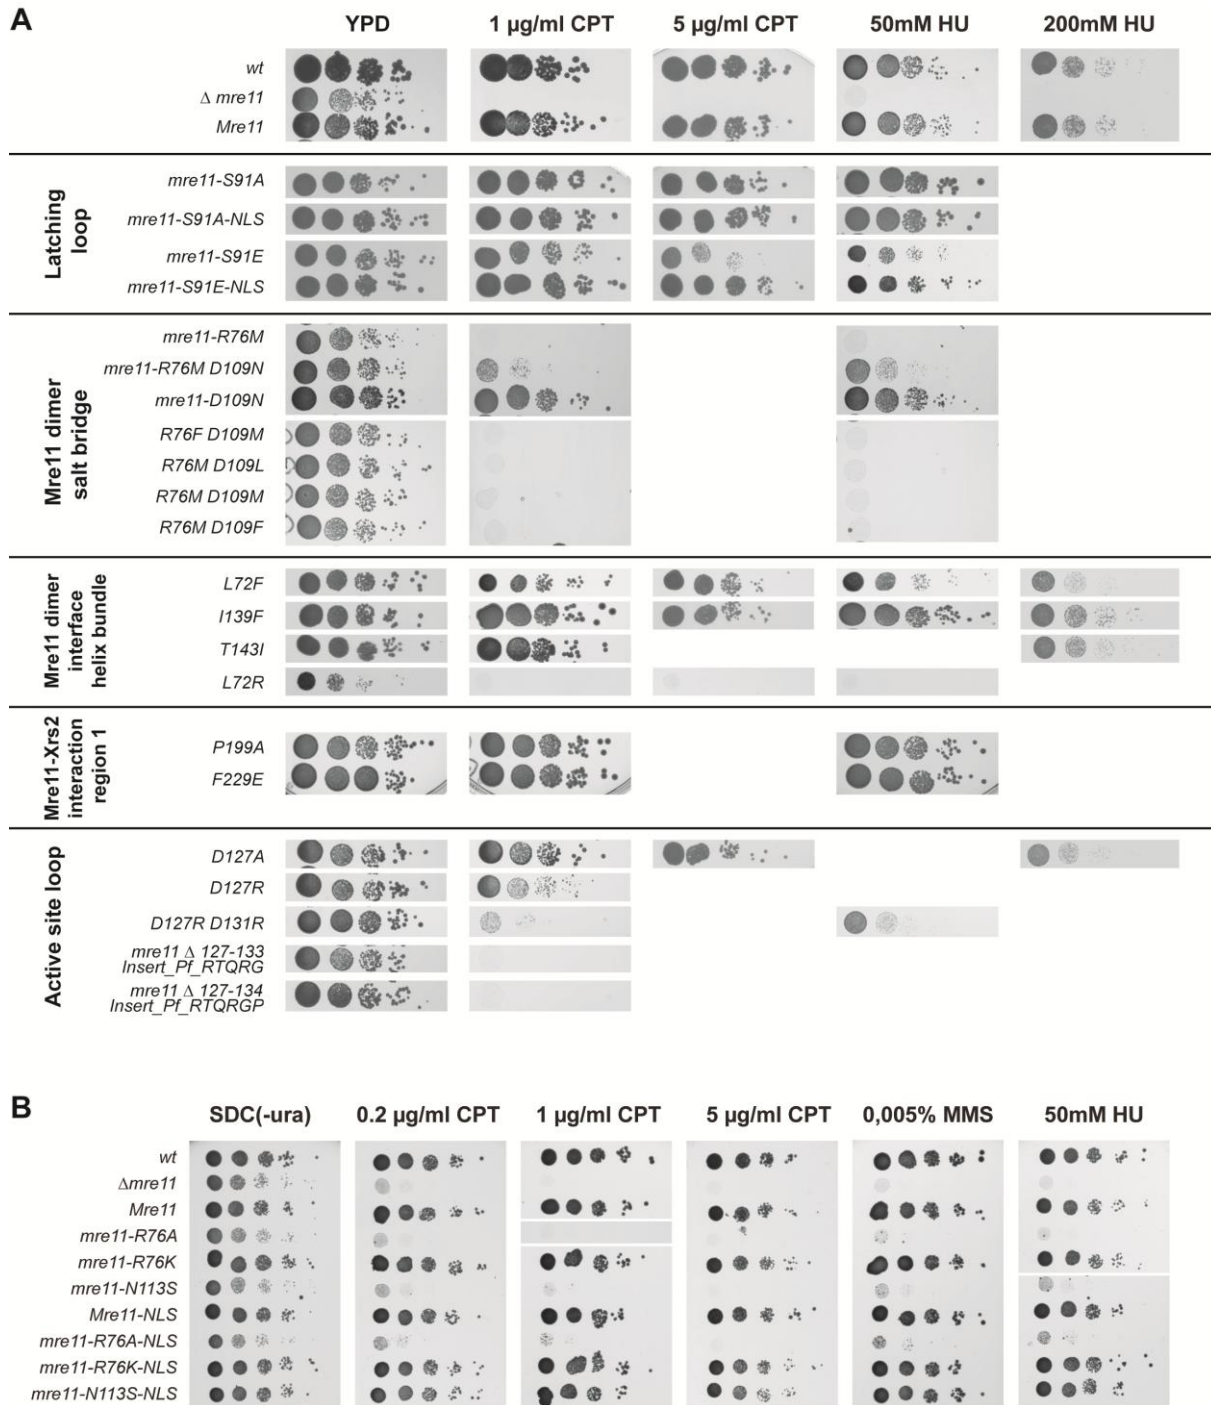 A
YPD 1 µg/ml CPT 5 µg/ml CPT 50mM HU 200mM HU
wt
Δ mre11
Mre11
Latching
loop
mre11-S91A
mre11-S91A-NLS
mre11-S91E
mre11-S91E-NLS
Mre11 dimer
salt bridge
mre11-R76M
mre11-R76M D109N
mre11-D109N
R76F D109M
R76M D109L
R76M D109M
R76M D109F
Mre11 dimer
interface
helix bundle
L72F
I139F
T143I
L72R
Mre11-Xrs2
interaction
region 1
P199A
F229E
Active site loop
D127A
D127R
D127R D131R
mre11 Δ 127-133
Insert_Pf_RTQRG
mre11 Δ 127-134
Insert_Pf_RTQRGP
B
SDC(-ura) 0.2 µg/ml CPT 1 µg/ml CPT 5 µg/ml CPT 0,005% MMS 50mM HU
wt
Δmre11
Mre11
mre11-R76A
mre11-R76K
mre11-N113S
Mre11-NLS
mre11-R76A-NLS
mre11-R76K-NLS
mre11-N113S-NLS